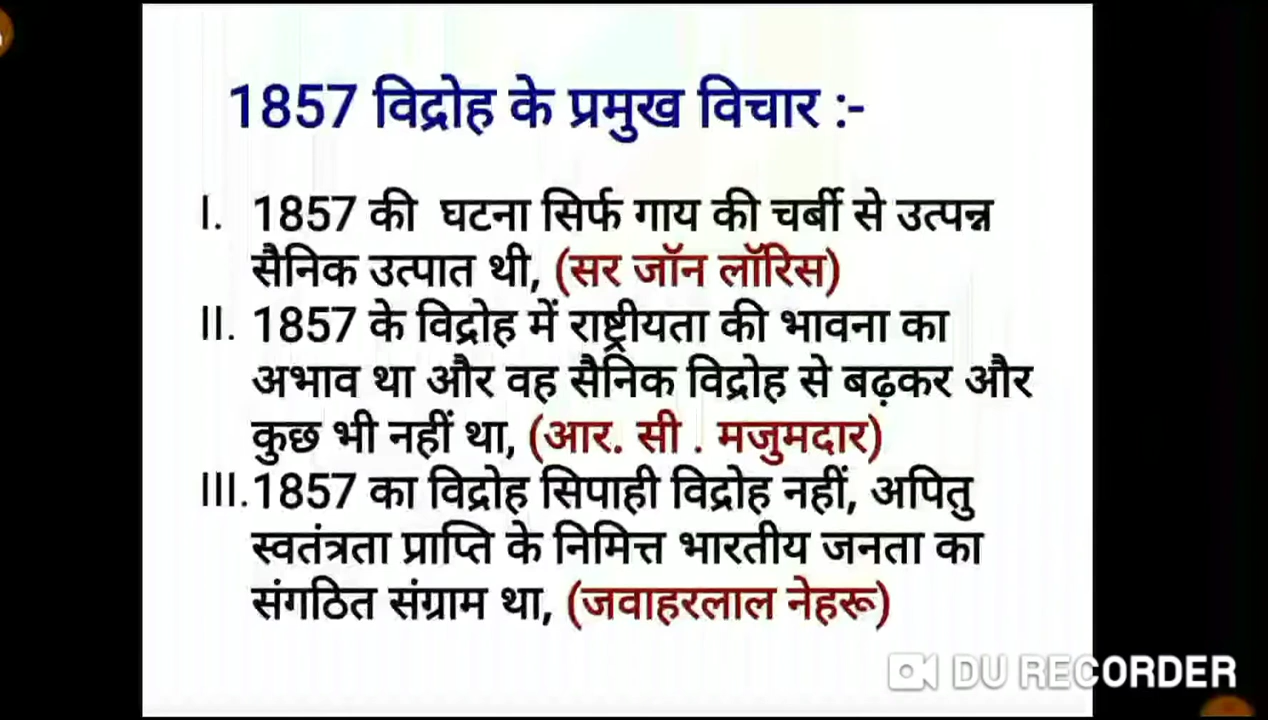 1857 विद्रोह के प्रमुख विचार :-
I. 1857 की घटना सिर्फ गाय की चर्बी से उत्पन्न
सैनिक उत्पात थी, (सर जॉन लॉरिस)
II. 1857 के विद्रोह में राष्ट्रीयता की भावना का
अभाव था और वह सैनिक विद्रोह से बढ़कर और
कुछ भी नहीं था, (आर. सी . मजुमदार)
III. 1857 का विद्रोह सिपाही विद्रोह नहीं, अपितु
स्वतंत्रता प्राप्ति के निमित्त भारतीय जनता का
संगठित संग्राम था, (जवाहरलाल नेहरू)
DU RECORDER